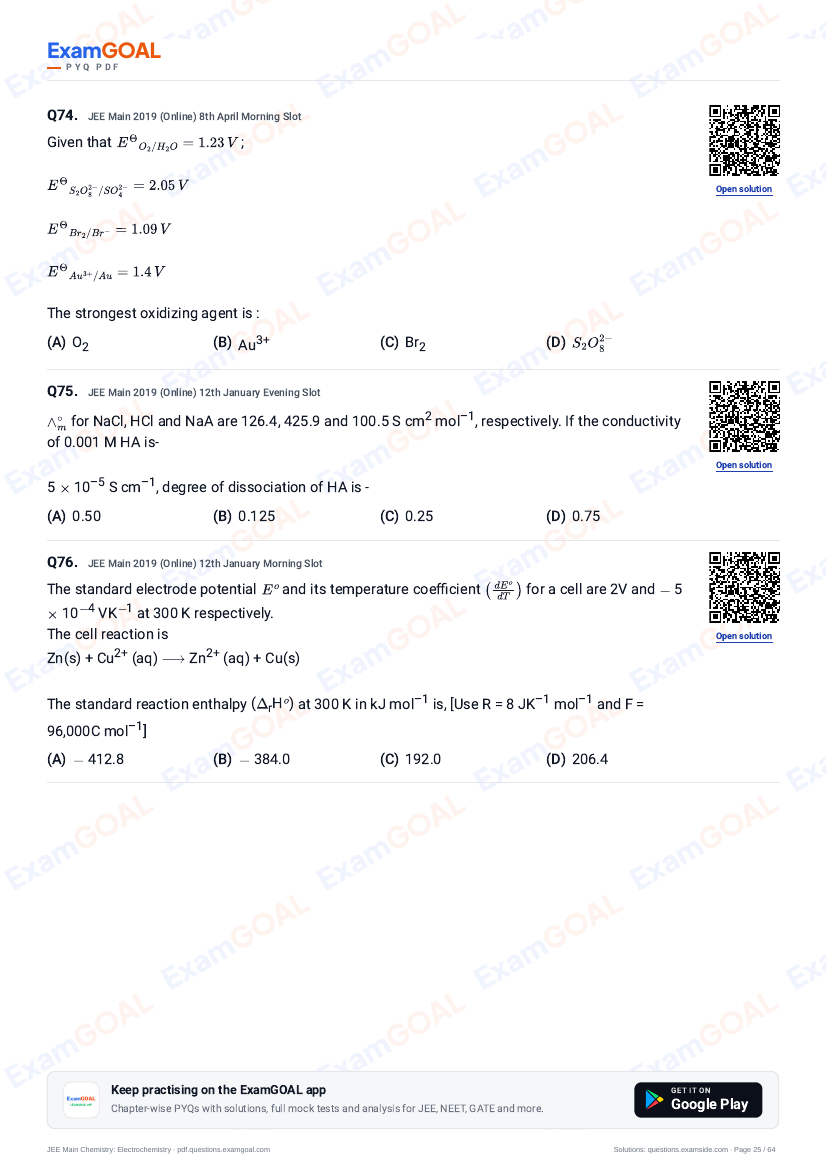 ExamGOAL
PYQ PDF
Q74. JEE Main 2019 (Online) 8th April Morning Slot
Given that $E^{\Theta}{}_{O_2/H_2O} = 1.23\,V$;
$E^{\Theta}{}_{S_2O_8^{2-}/SO_4^{2-}} = 2.05\,V$
$E^{\Theta}{}_{Br_2/Br^-} = 1.09\,V$
$E^{\Theta}{}_{Au^{3+}/Au} = 1.4\,V$
Open solution
The strongest oxidizing agent is :
(A) O₂ (B) Au³⁺ (C) Br₂ (D) $S_2O_8^{2-}$
Q75. JEE Main 2019 (Online) 12th January Evening Slot
$\wedge_m^{\circ}$ for NaCl, HCl and NaA are 126.4, 425.9 and 100.5 S cm² mol⁻¹, respectively. If the conductivity
of 0.001 M HA is-
Open solution
5 × 10⁻⁵ S cm⁻¹, degree of dissociation of HA is -
(A) 0.50 (B) 0.125 (C) 0.25 (D) 0.75
Q76. JEE Main 2019 (Online) 12th January Morning Slot
The standard electrode potential $E^o$ and its temperature coefficient $\left(\frac{dE^o}{dT}\right)$ for a cell are 2V and − 5
× 10⁻⁴ VK⁻¹ at 300 K respectively.
The cell reaction is
Open solution
Zn(s) + Cu²⁺ (aq) ⟶ Zn²⁺ (aq) + Cu(s)
The standard reaction enthalpy (ΔᵣHᵒ) at 300 K in kJ mol⁻¹ is, [Use R = 8 JK⁻¹ mol⁻¹ and F =
96,000C mol⁻¹]
(A) − 412.8 (B) − 384.0 (C) 192.0 (D) 206.4
Keep practising on the ExamGOAL app
Chapter-wise PYQs with solutions, full mock tests and analysis for JEE, NEET, GATE and more.
GET IT ON
Google Play
JEE Main Chemistry: Electrochemistry · pdf.questions.examgoal.com
Solutions: questions.examside.com · Page 25 / 64